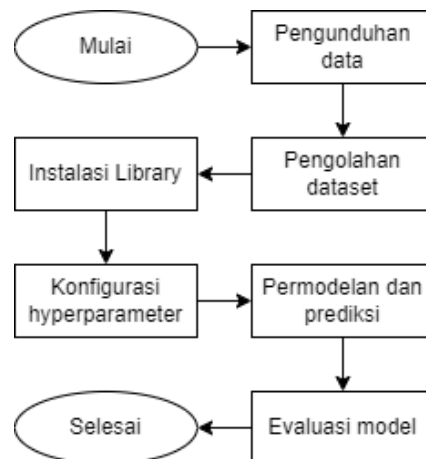 Mulai
Pengunduhan
data
Pengolahan
dataset
Instalasi Library
Konfigurasi
hyperparameter
Permodelan dan
prediksi
Evaluasi model
Selesai